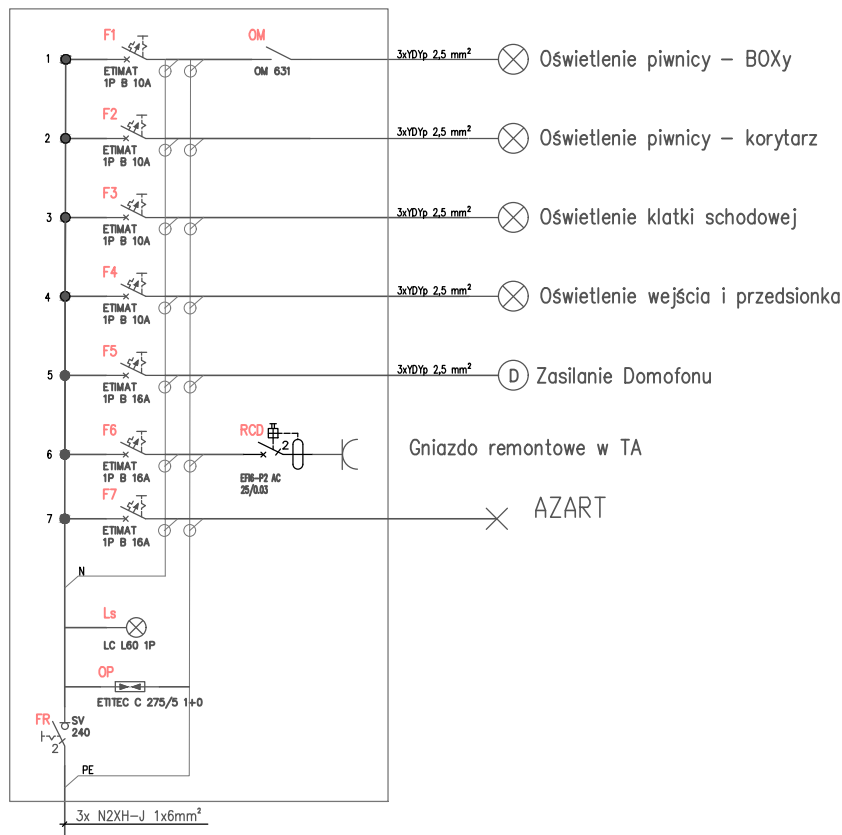 F1
OM
1
3xYDYp 2,5 mm²
Oświetlenie piwnicy – BOXy
ETIMAT
1P B 10A
OM 631
F2
2
3xYDYp 2,5 mm²
Oświetlenie piwnicy – korytarz
ETIMAT
1P B 10A
F3
3
3xYDYp 2,5 mm²
Oświetlenie klatki schodowej
ETIMAT
1P B 10A
F4
4
3xYDYp 2,5 mm²
Oświetlenie wejścia i przedsionka
ETIMAT
1P B 10A
F5
5
3xYDYp 2,5 mm²
D
Zasilanie Domofonu
ETIMAT
1P B 16A
F6
RCD
6
2
Gniazdo remontowe w TA
ETIMAT
1P B 16A
EFI6-P2 AC
25/0.03
F7
7
AZART
ETIMAT
1P B 16A
N
Ls
LC L60 1P
OP
ETITEC C 275/5 1+0
FR
SV
240
2
PE
3x N2XH-J 1x6mm²